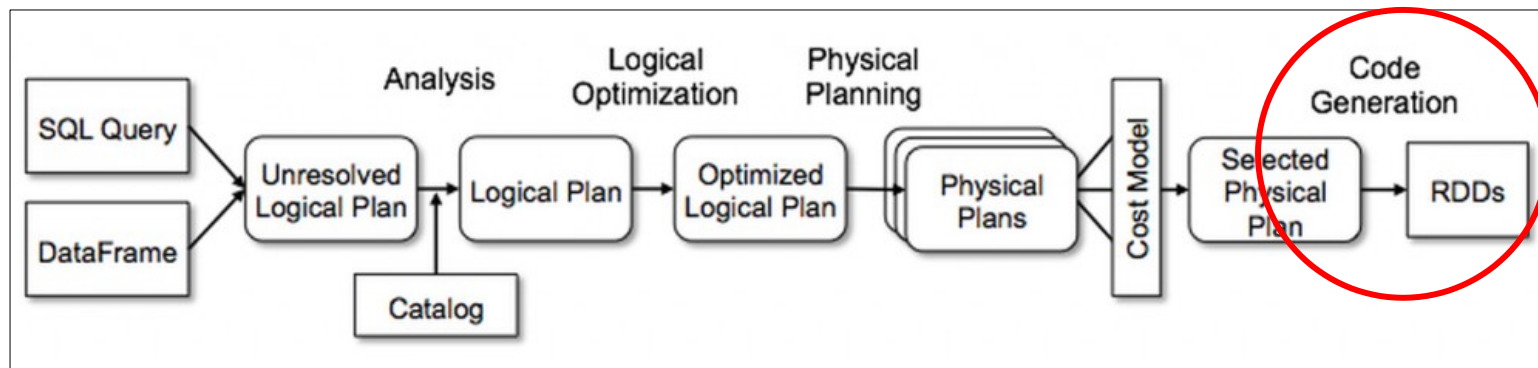 SQL Query
DataFrame
Unresolved
Logical Plan
Analysis
Catalog
Logical Plan
Logical
Optimization
Optimized
Logical Plan
Physical
Planning
Physical
Plans
Cost Model
Selected
Physical
Plan
Code
Generation
RDDs